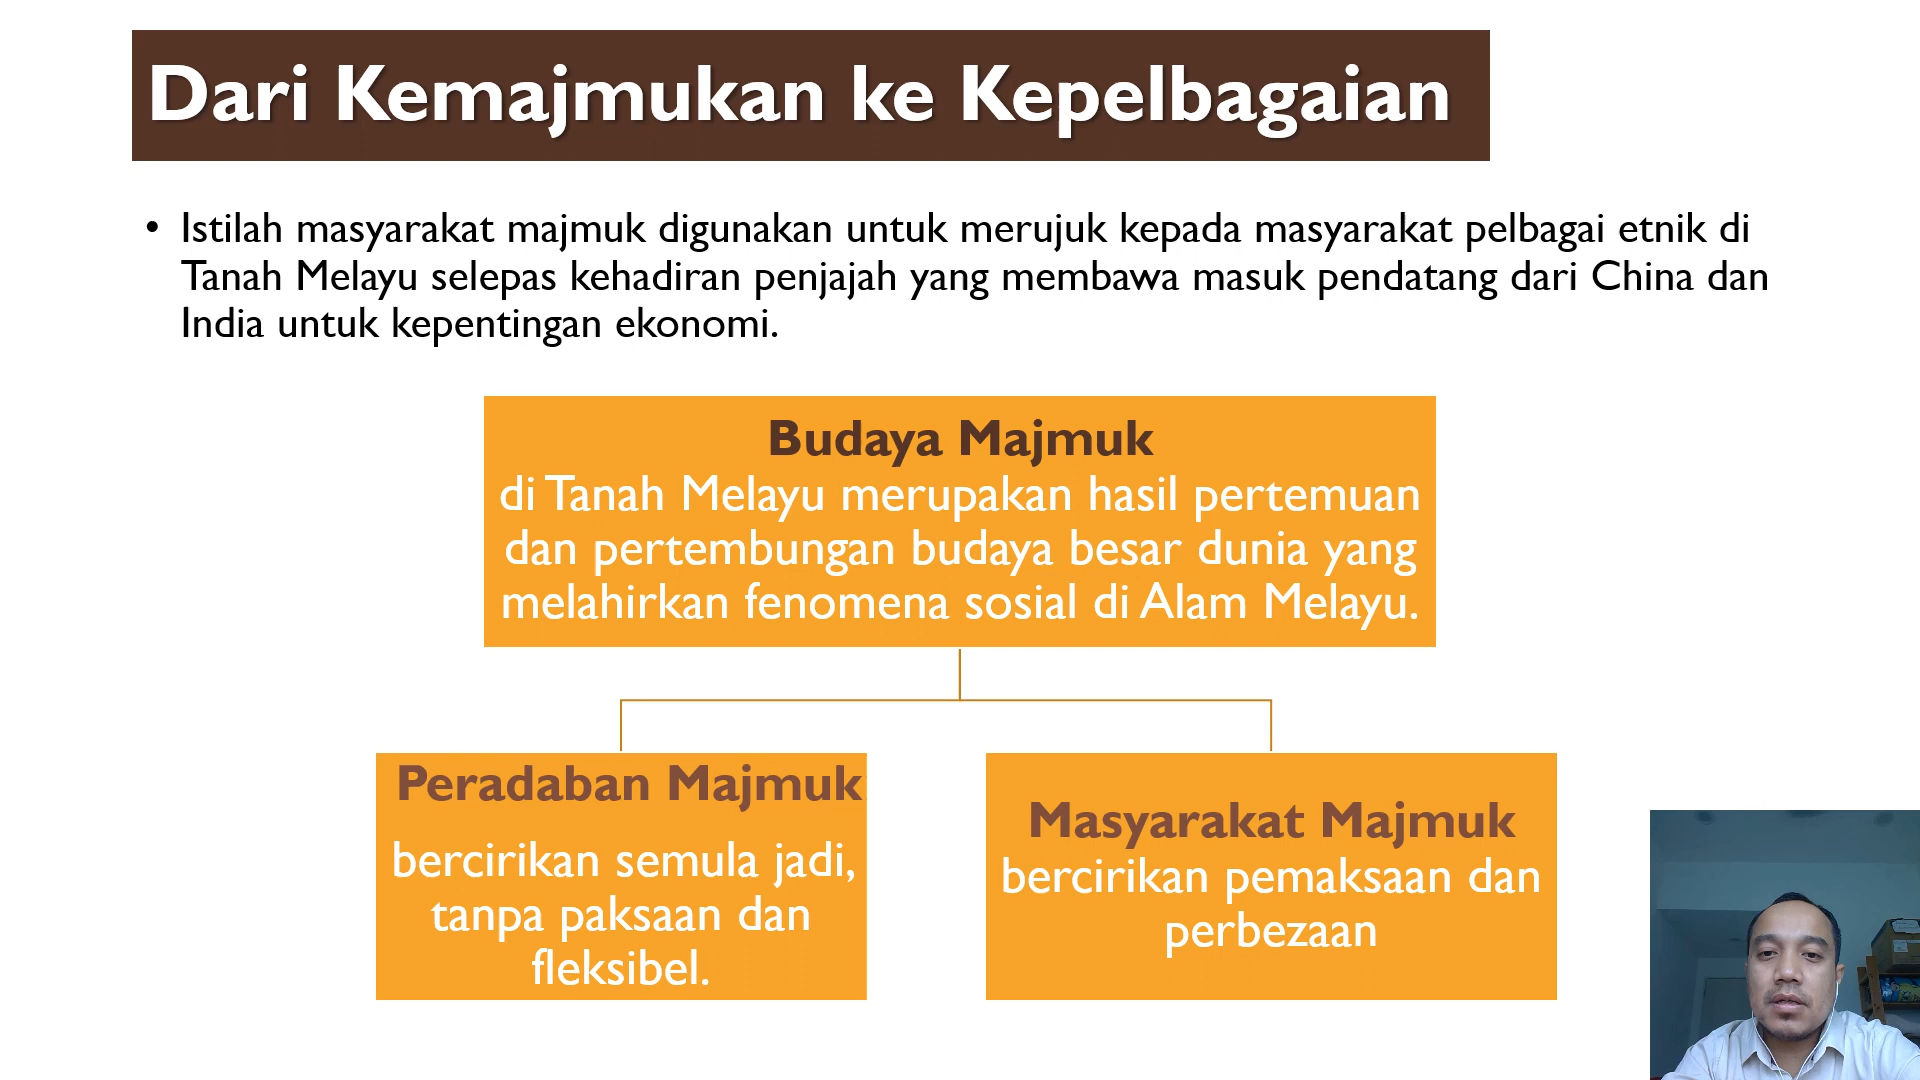 Dari Kemajmukan ke Kepelbagaian
• Istilah masyarakat majmuk digunakan untuk merujuk kepada masyarakat pelbagai etnik di
Tanah Melayu selepas kehadiran penjajah yang membawa masuk pendatang dari China dan
India untuk kepentingan ekonomi.
Budaya Majmuk
di Tanah Melayu merupakan hasil pertemuan
dan pertembungan budaya besar dunia yang
melahirkan fenomena sosial di Alam Melayu.
Peradaban Majmuk
bercirikan semula jadi,
tanpa paksaan dan
fleksibel.
Masyarakat Majmuk
bercirikan pemaksaan dan
perbezaan